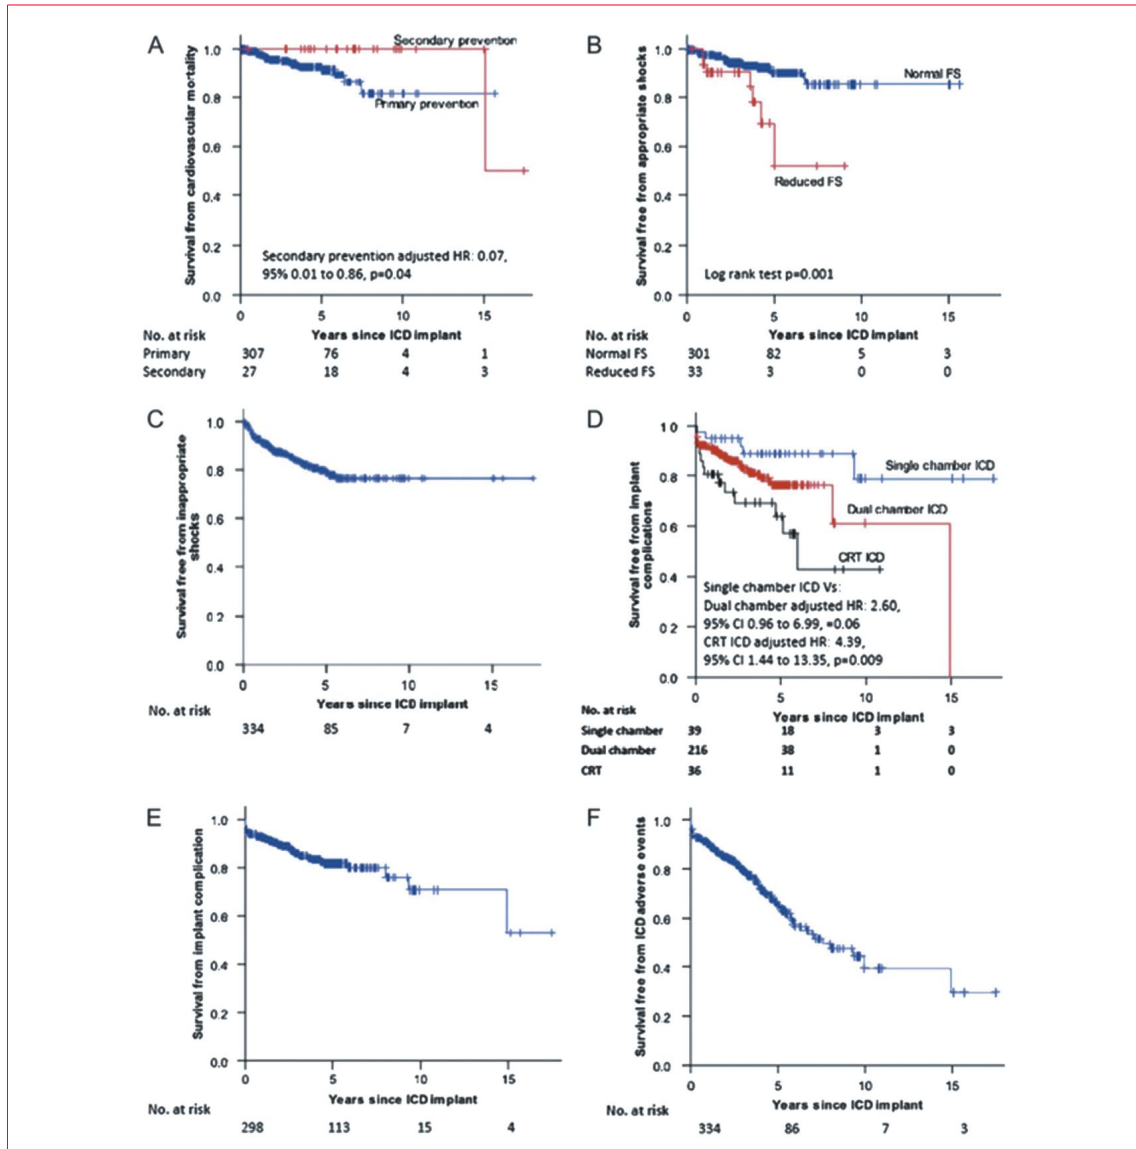 A
Survival from cardiovascular mortality
1.0
0.8
0.6
0.4
0.2
0.0
Secondary prevention
Primary prevention
Secondary prevention adjusted HR: 0.07,
95% 0.01 to 0.86, p=0.04
0 5 10 15
Years since ICD implant
No. at risk
Primary 307 76 4 1
Secondary 27 18 4 3
B
Survival free from appropriate shocks
1.0
0.8
0.6
0.4
0.2
0.0
Normal FS
Reduced FS
Log rank test p=0.001
0 5 10 15
Years since ICD implant
No. at risk
Normal FS 301 82 5 3
Reduced FS 33 3 0 0
C
Survival free from inappropriate
shocks
1.0
0.8
0.6
0.4
0.2
0.0
0 5 10 15
Years since ICD implant
No. at risk
334 85 7 4
D
Survival free from implant
complications
1.0
0.8
0.6
0.4
0.2
0.0
Single chamber ICD
Dual chamber ICD
CRT ICD
Single chamber ICD Vs:
Dual chamber adjusted HR: 2.60,
95% CI 0.96 to 6.99, =0.06
CRT ICD adjusted HR: 4.39,
95% CI 1.44 to 13.35, p=0.009
0 5 10 15
Years since ICD implant
No. at risk
Single chamber 39 18 3 3
Dual chamber 216 38 1 0
CRT 36 11 1 0
E
Survival from implant complication
1.0
0.8
0.6
0.4
0.2
0.0
0 5 10 15
Years since ICD implant
No. at risk
298 113 15 4
F
Survival free from ICD adverse events
1.0
0.8
0.6
0.4
0.2
0.0
0 5 10 15
Years since ICD implant
No. at risk
334 86 7 3